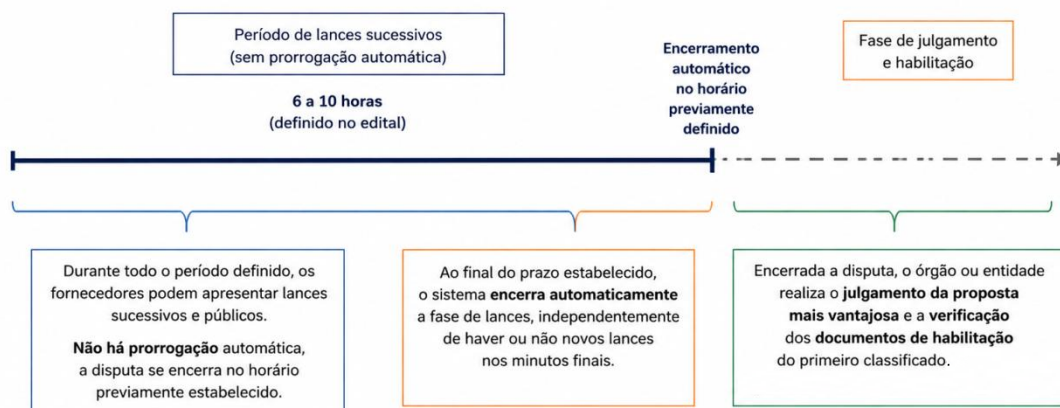 Período de lances sucessivos
(sem prorrogação automática)
6 a 10 horas
(definido no edital)
Encerramento
automático
no horário
previamente
definido
Fase de julgamento
e habilitação
Durante todo o período definido, os
fornecedores podem apresentar lances
sucessivos e públicos.
Não há prorrogação automática,
a disputa se encerra no horário
previamente estabelecido.
Ao final do prazo estabelecido,
o sistema encerra automaticamente
a fase de lances, independentemente
de haver ou não novos lances
nos minutos finais.
Encerrada a disputa, o órgão ou entidade
realiza o julgamento da proposta
mais vantajosa e a verificação
dos documentos de habilitação
do primeiro classificado.